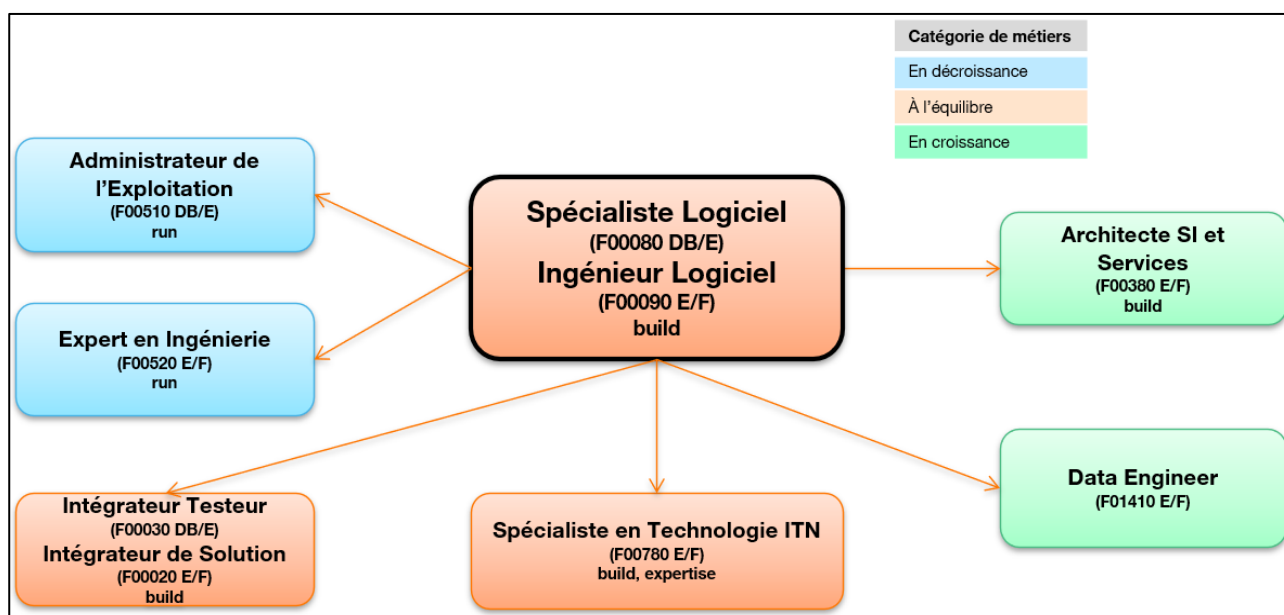 Catégorie de métiers
En décroissance
À l'équilibre
En croissance
Administrateur de
l'Exploitation
(F00510 DB/E)
run
Expert en Ingénierie
(F00520 E/F)
run
Spécialiste Logiciel
(F00080 DB/E)
Ingénieur Logiciel
(F00090 E/F)
build
Architecte SI et
Services
(F00380 E/F)
build
Intégrateur Testeur
(F00030 DB/E)
Intégrateur de Solution
(F00020 E/F)
build
Spécialiste en Technologie ITN
(F00780 E/F)
build, expertise
Data Engineer
(F01410 E/F)